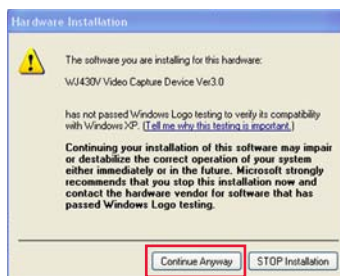 Hardware Installation
The software you are installing for this hardware:
WJ430V Video Capture Device Ver3.0
has not passed Windows Logo testing to verify its compatibility
with Windows XP. (Tell me why this testing is important.)
Continuing your installation of this software may impair
or destabilize the correct operation of your system
either immediately or in the future. Microsoft strongly
recommends that you stop this installation now and
contact the hardware vendor for software that has
passed Windows Logo testing.
Continue Anyway STOP Installation